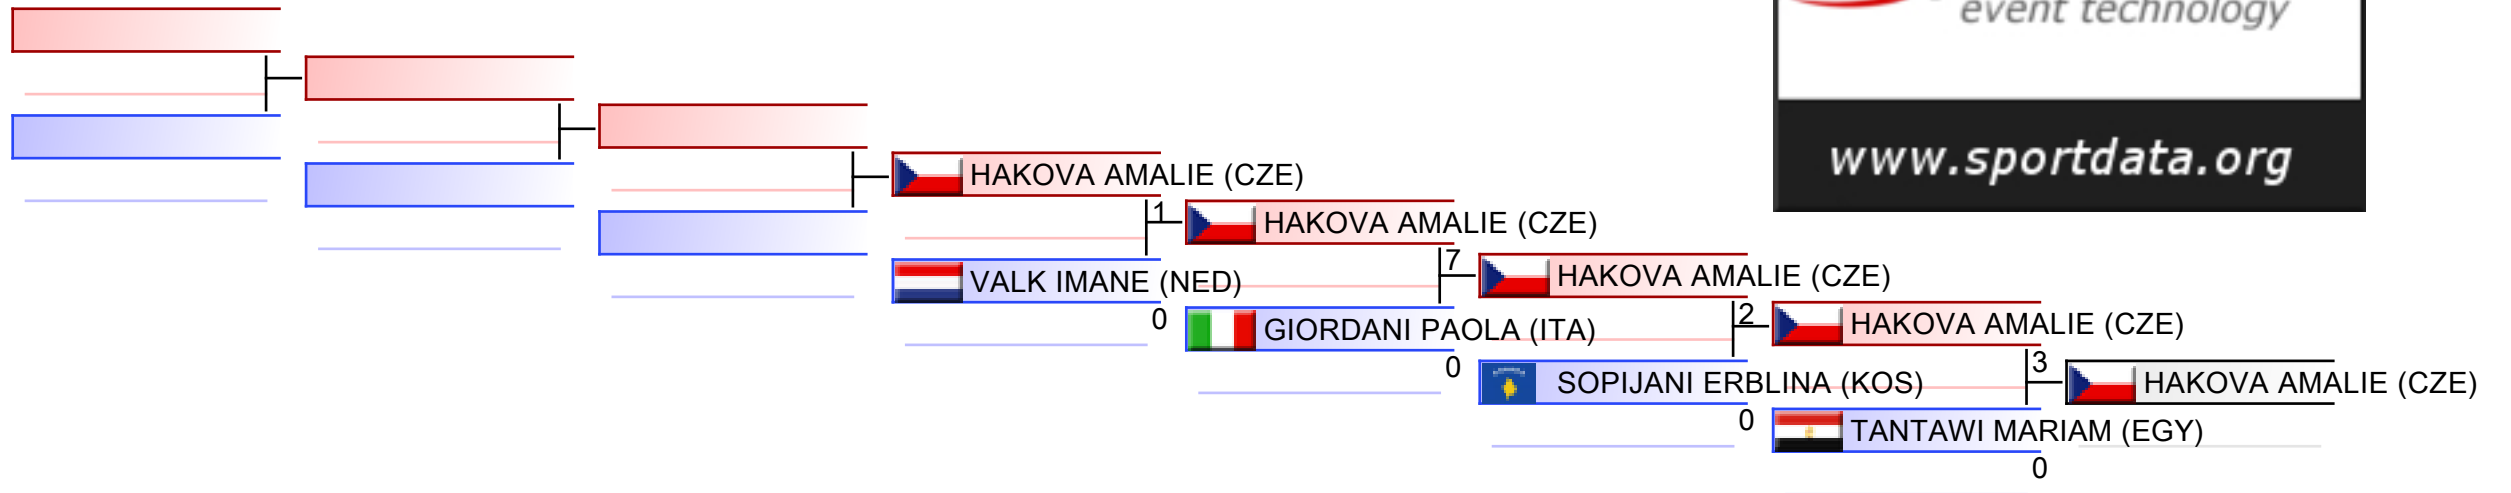 event technology
www.sportdata.org
HAKOVA AMALIE (CZE)
1
HAKOVA AMALIE (CZE)
VALK IMANE (NED)
0
7
HAKOVA AMALIE (CZE)
GIORDANI PAOLA (ITA)
0
2
HAKOVA AMALIE (CZE)
SOPIJANI ERBLINA (KOS)
0
3
HAKOVA AMALIE (CZE)
TANTAWI MARIAM (EGY)
0